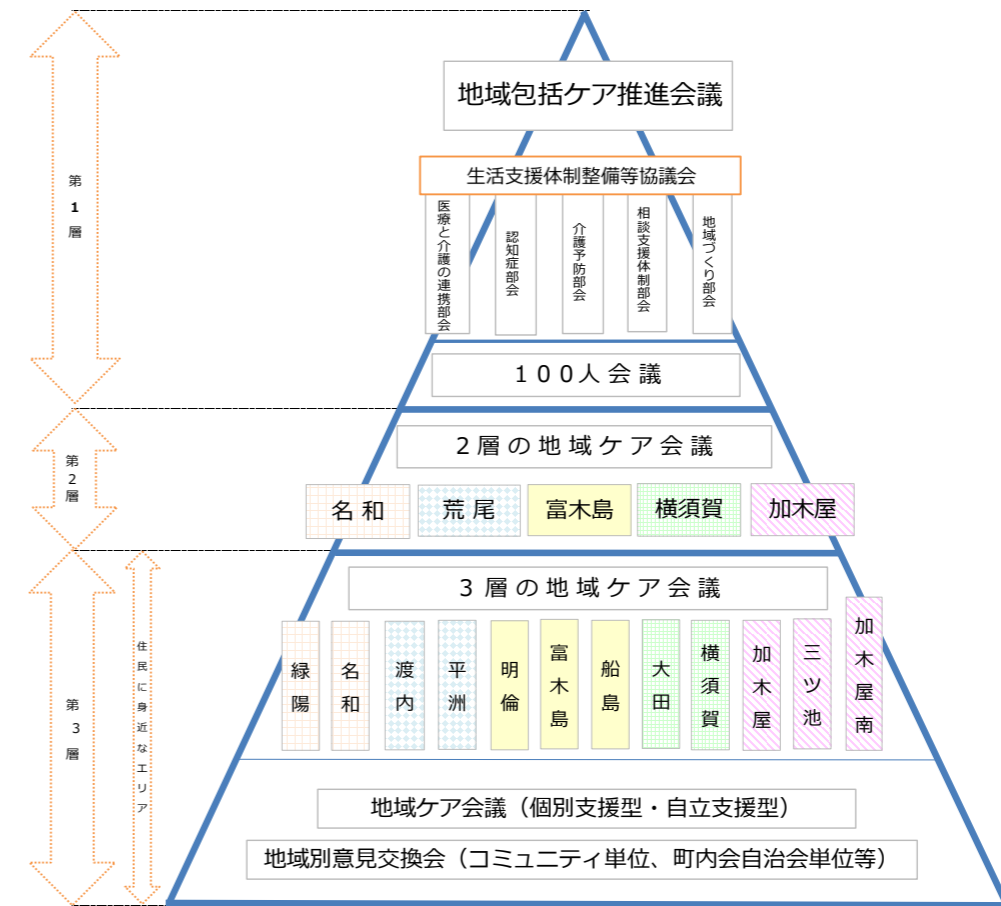 地域包括ケア推進会議
生活支援体制整備等協議会
医療と介護の連携部会
認知症部会
介護予防部会
相談支援体制部会
地域づくり部会
第1層
100人会議
2層の地域ケア会議
第2層
名和
荒尾
富木島
横須賀
加木屋
3層の地域ケア会議
緑陽
名和
渡内
平洲
明倫
富木島
船島
大田
横須賀
加木屋
三ツ池
加木屋南
住民に身近なエリア
第3層
地域ケア会議（個別支援型・自立支援型）
地域別意見交換会（コミュニティ単位、町内会自治会単位等）